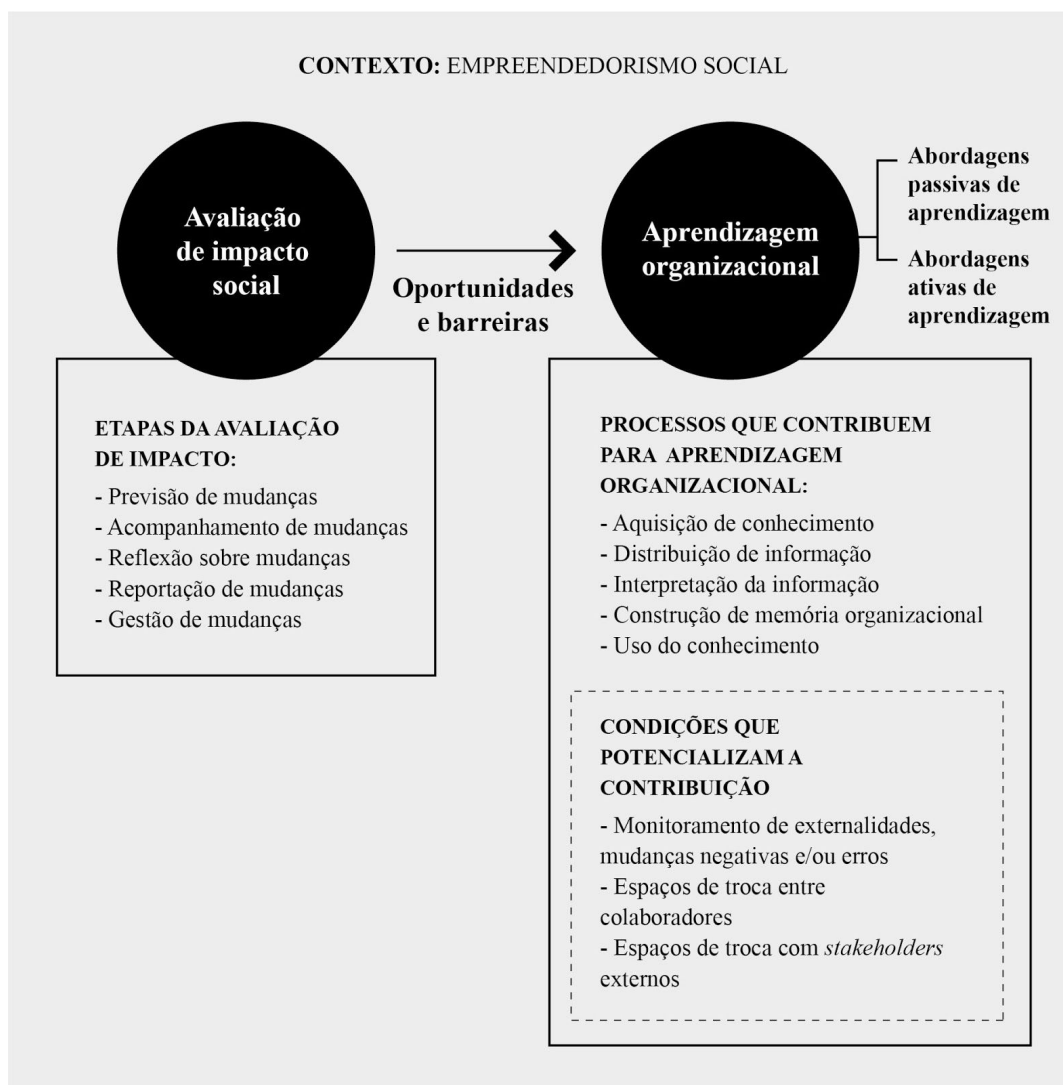 CONTEXTO: EMPREENDEDORISMO SOCIAL
Avaliação
de impacto
social
Oportunidades
e barreiras
Aprendizagem
organizacional
Abordagens
passivas de
aprendizagem
Abordagens
ativas de
aprendizagem
ETAPAS DA AVALIAÇÃO
DE IMPACTO:
- Previsão de mudanças
- Acompanhamento de mudanças
- Reflexão sobre mudanças
- Reportação de mudanças
- Gestão de mudanças
PROCESSOS QUE CONTRIBUEM
PARA APRENDIZAGEM
ORGANIZACIONAL:
- Aquisição de conhecimento
- Distribuição de informação
- Interpretação da informação
- Construção de memória organizacional
- Uso do conhecimento
CONDIÇÕES QUE
POTENCIALIZAM A
CONTRIBUIÇÃO
- Monitoramento de externalidades,
mudanças negativas e/ou erros
- Espaços de troca entre
colaboradores
- Espaços de troca com stakeholders
externos